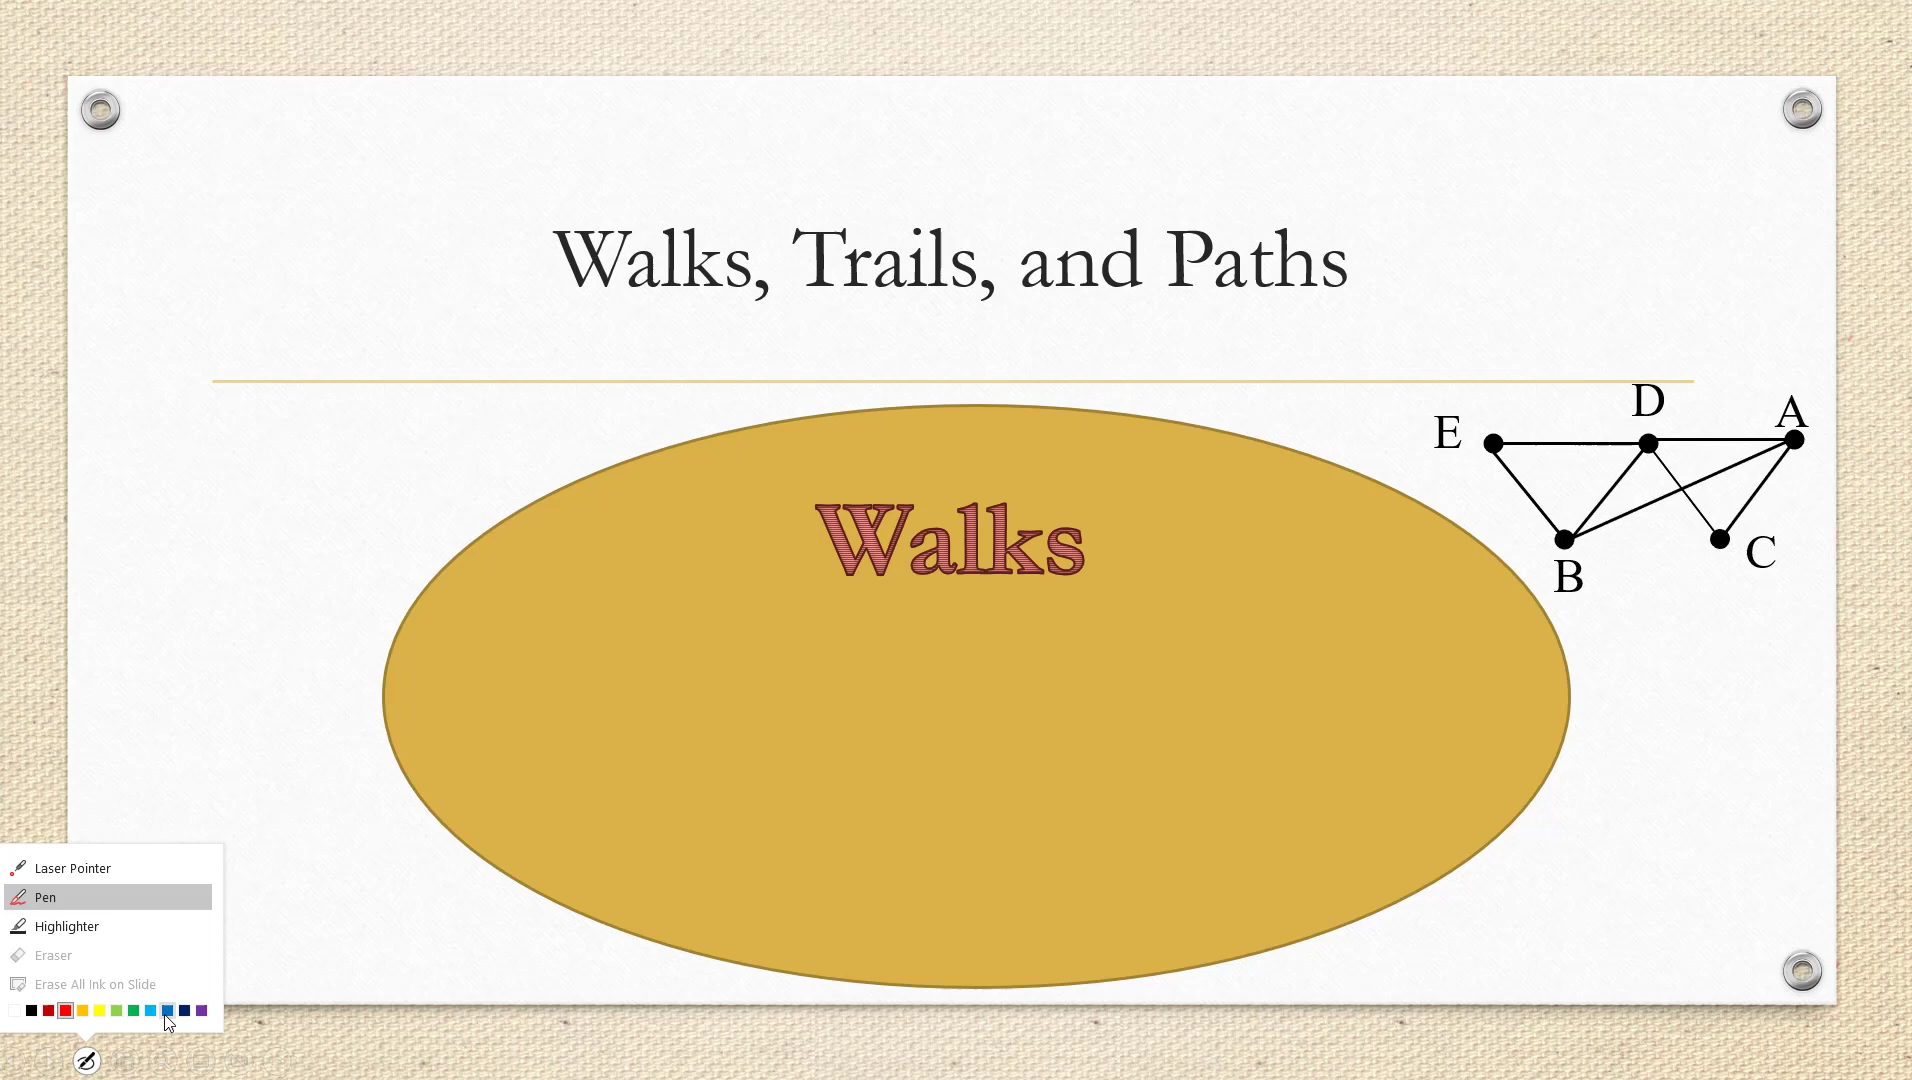 Walks, Trails, and Paths
D
A
E
Walks
C
B
Laser Pointer
Pen
Highlighter
Eraser
Erase All Ink on Slide